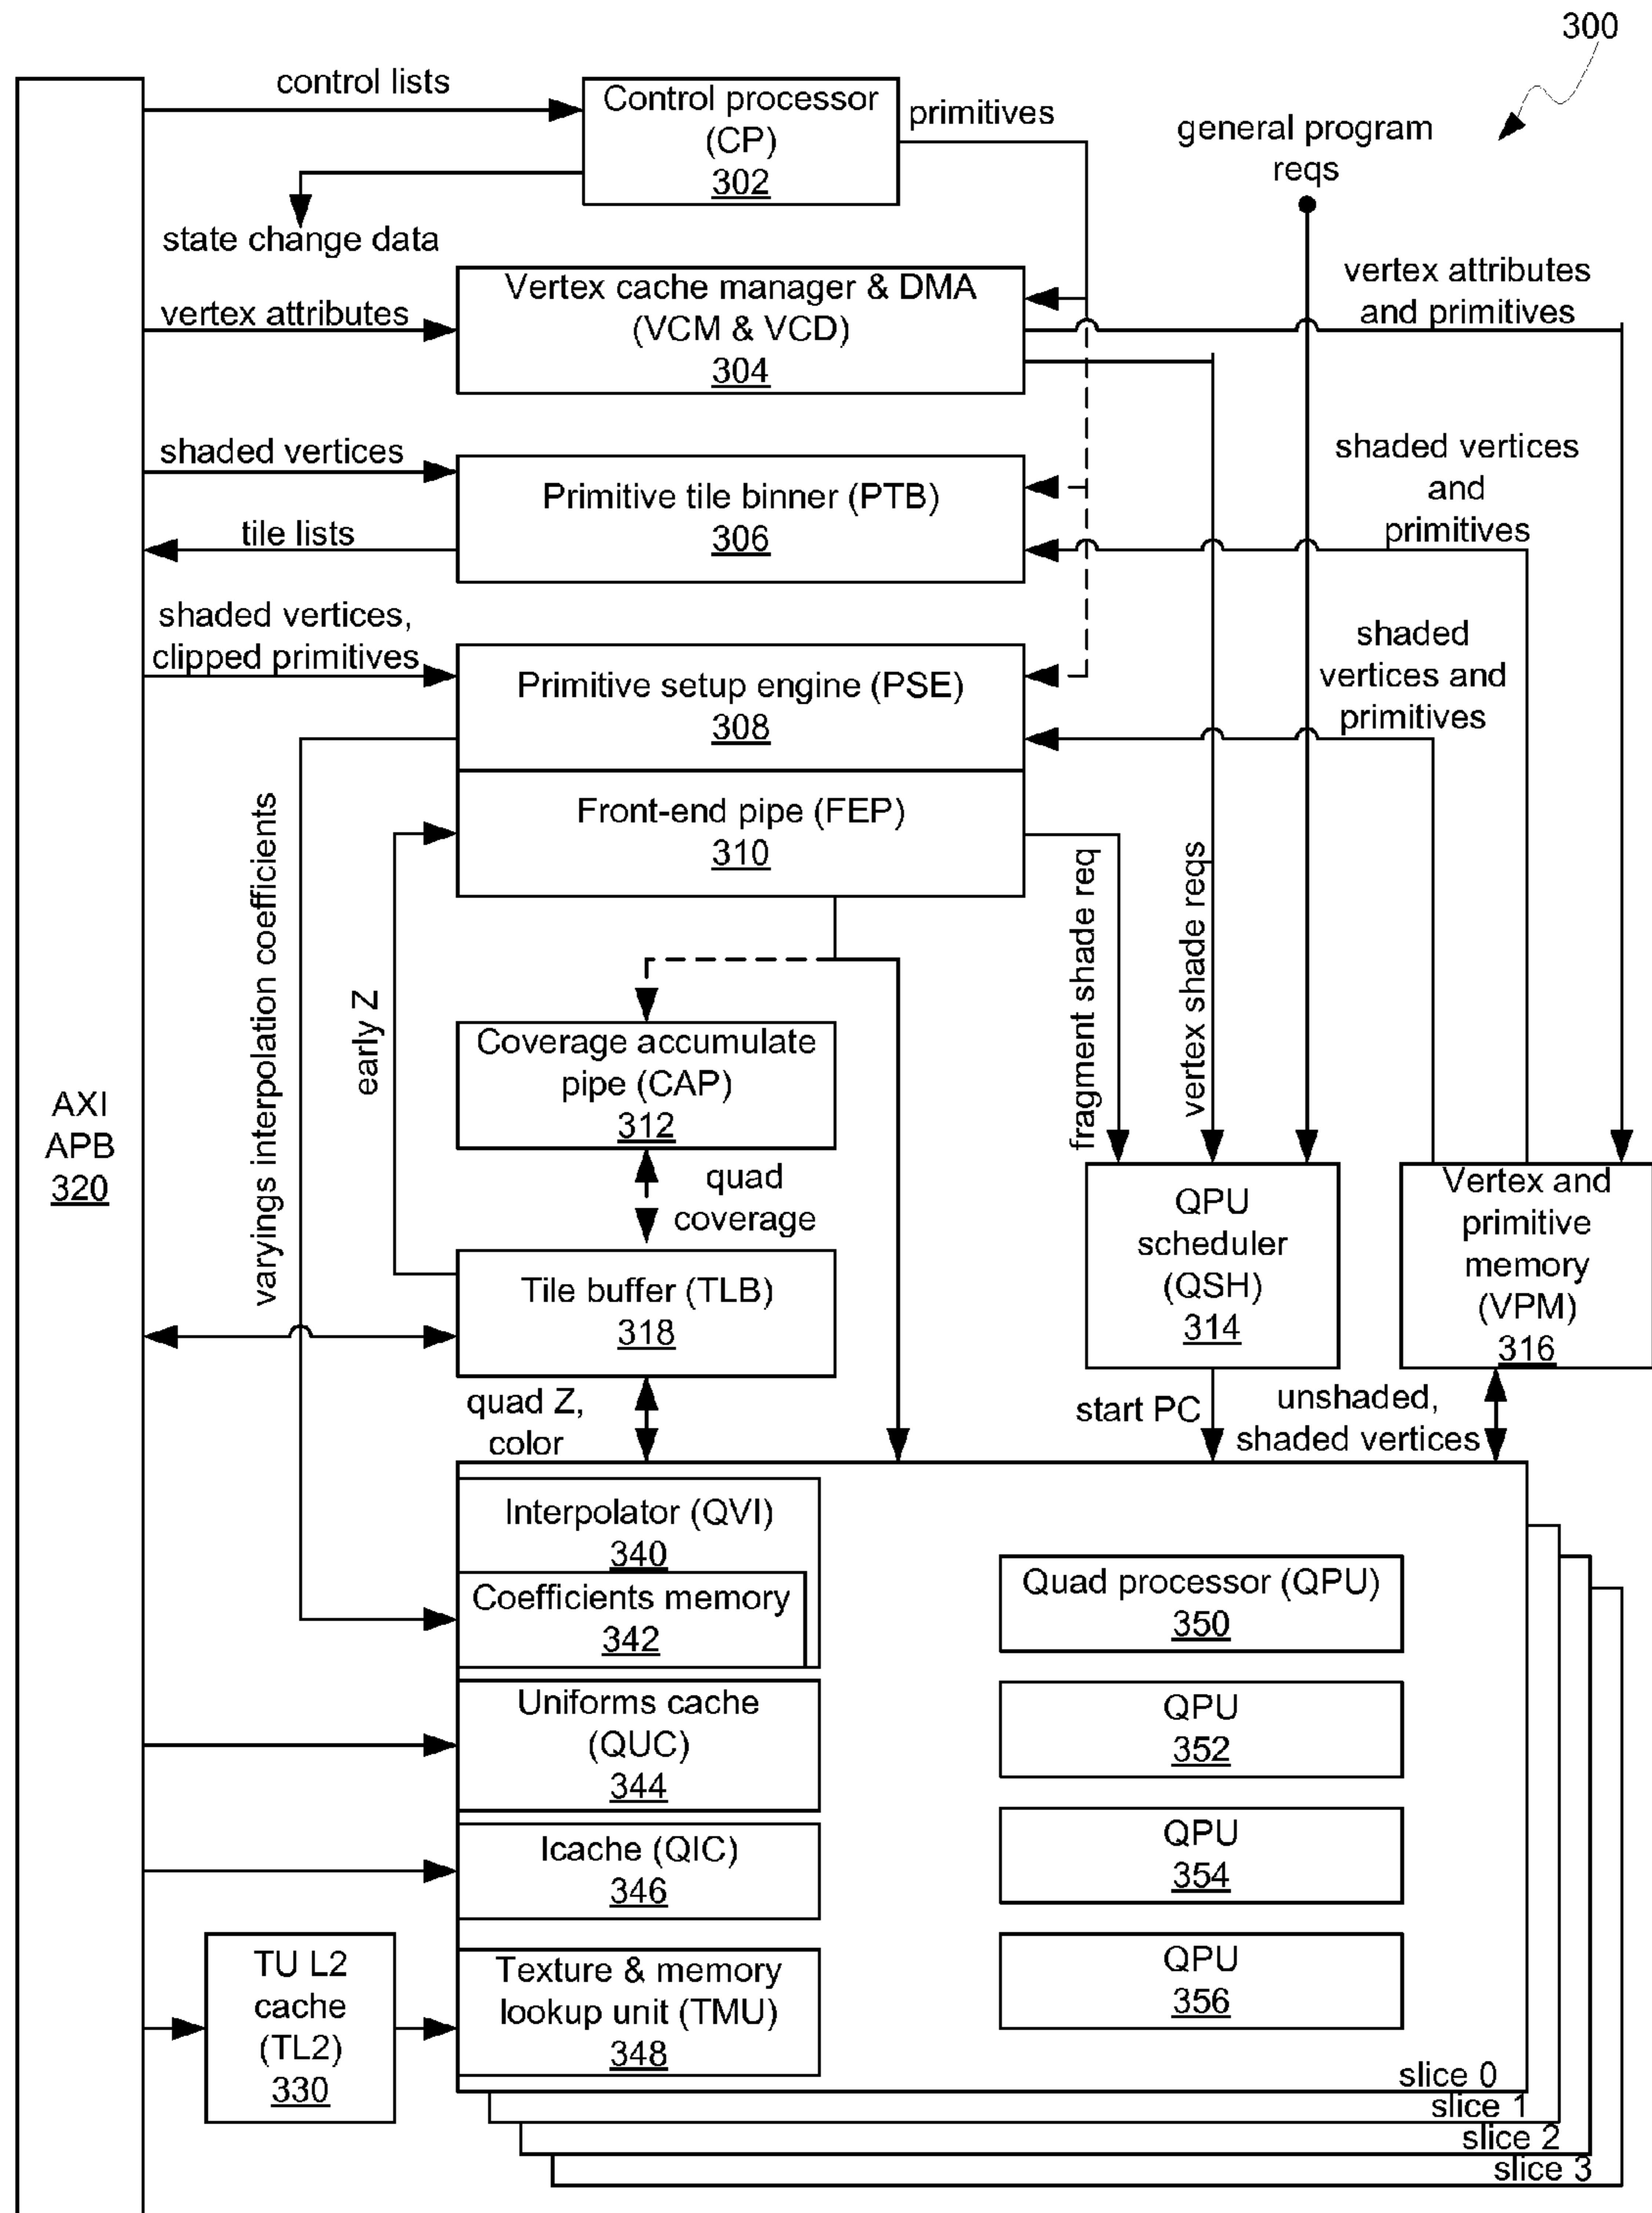 300
control lists
Control processor
(CP)
302
primitives
general program
reqs
state change data
vertex attributes
Vertex cache manager & DMA
(VCM & VCD)
304
vertex attributes
and primitives
shaded vertices
Primitive tile binner (PTB)
306
tile lists
shaded vertices
and
primitives
shaded vertices,
clipped primitives
Primitive setup engine (PSE)
308
shaded
vertices and
primitives
Front-end pipe (FEP)
310
varyings interpolation coefficients
early Z
fragment shade req
vertex shade reqs
Coverage accumulate
pipe (CAP)
312
quad
coverage
AXI
APB
320
Tile buffer (TLB)
318
QPU
scheduler
(QSH)
314
Vertex and
primitive
memory
(VPM)
316
quad Z,
color
start PC
unshaded,
shaded vertices
Interpolator (QVI)
340
Coefficients memory
342
Uniforms cache
(QUC)
344
Icache (QIC)
346
Texture & memory
lookup unit (TMU)
348
Quad processor (QPU)
350
QPU
352
QPU
354
QPU
356
TU L2
cache
(TL2)
330
slice 0
slice 1
slice 2
slice 3